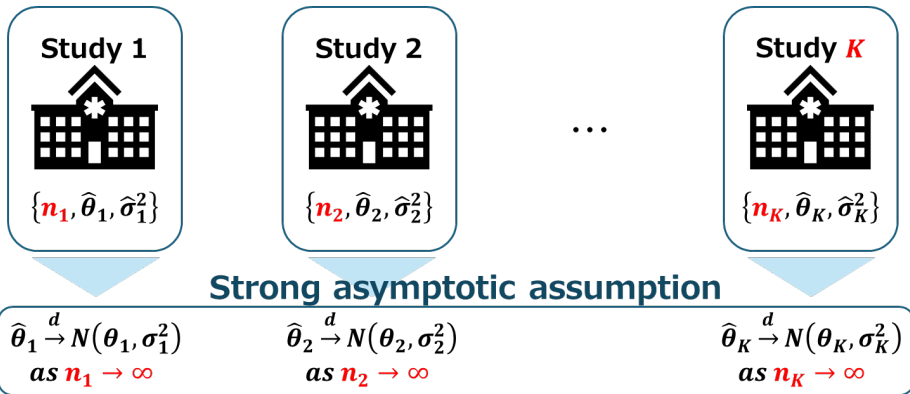 Study 1
Study 2
Study K
...
{n₁, θ̂₁, σ̂₁²}
{n₂, θ̂₂, σ̂₂²}
{n_K, θ̂_K, σ̂_K²}
Strong asymptotic assumption
θ̂₁ →ᵈ N(θ₁, σ₁²)
as n₁ → ∞
θ̂₂ →ᵈ N(θ₂, σ₂²)
as n₂ → ∞
θ̂_K →ᵈ N(θ_K, σ_K²)
as n_K → ∞